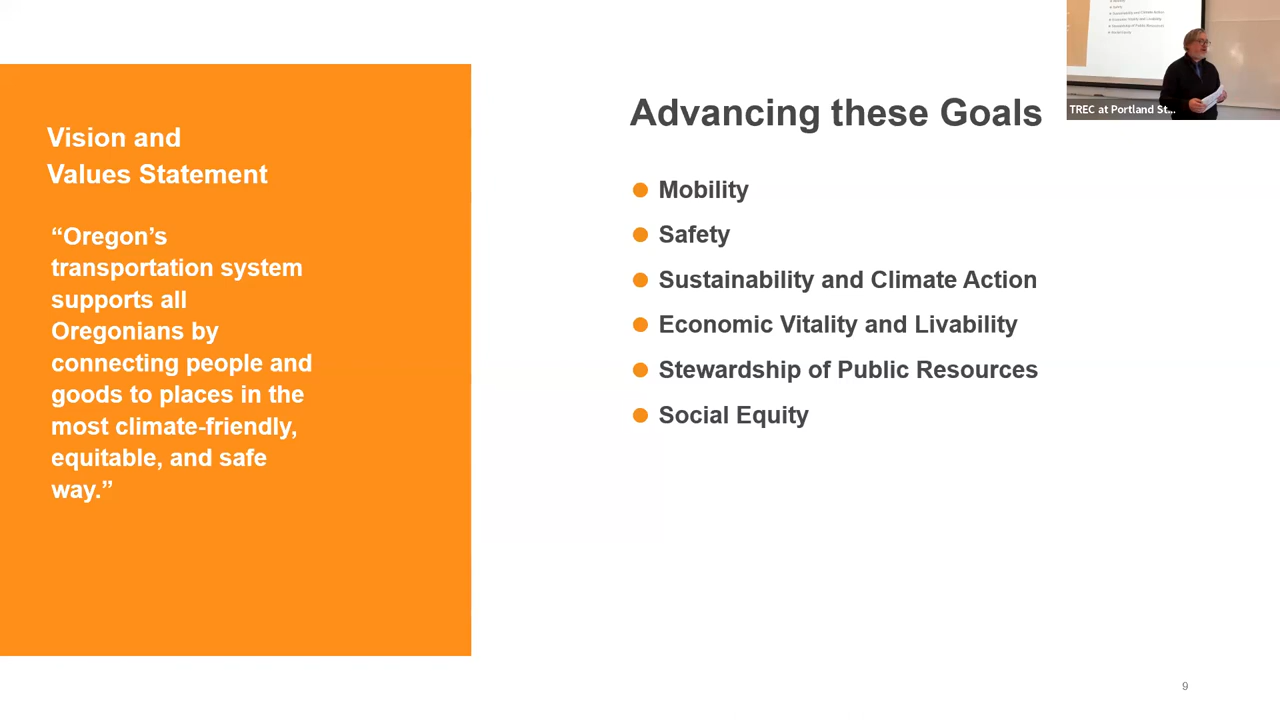 Vision and
Values Statement
“Oregon’s
transportation system
supports all
Oregonians by
connecting people and
goods to places in the
most climate-friendly,
equitable, and safe
way.”
Advancing these Goals
Mobility
Safety
Sustainability and Climate Action
Economic Vitality and Livability
Stewardship of Public Resources
Social Equity
TREC at Portland St...
9